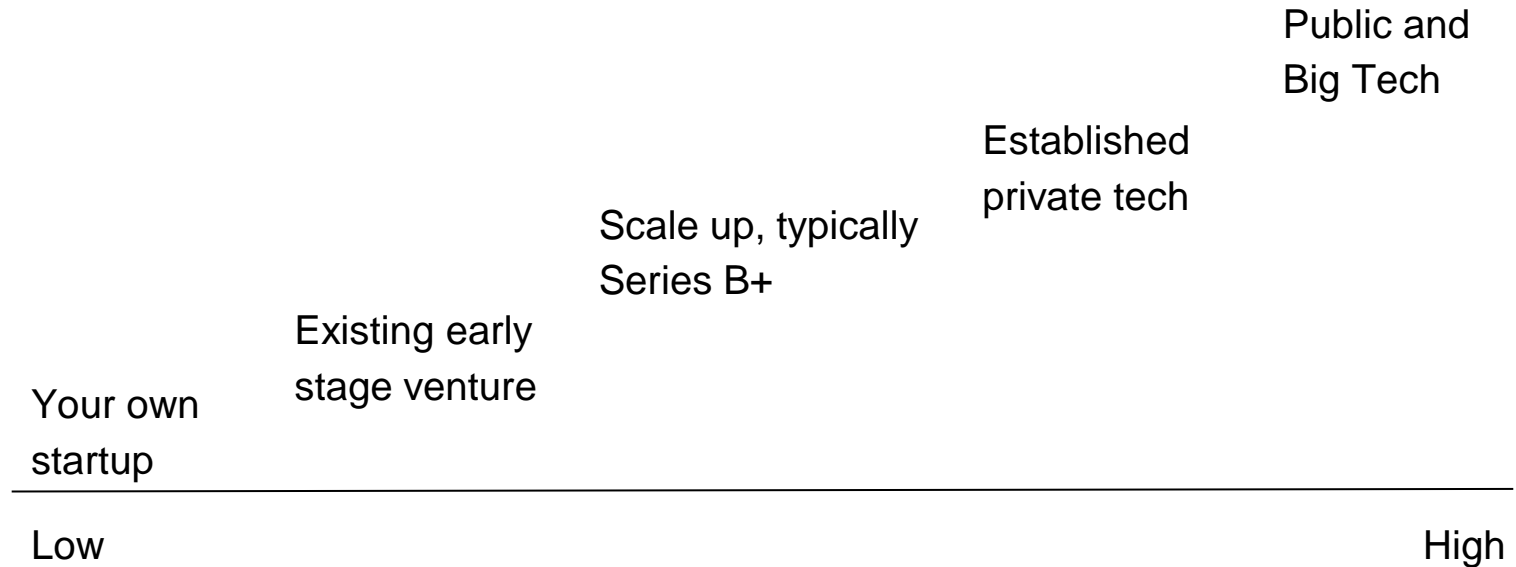 Public and
Big Tech
Established
private tech
Scale up, typically
Series B+
Existing early
stage venture
Your own
startup
Low
High